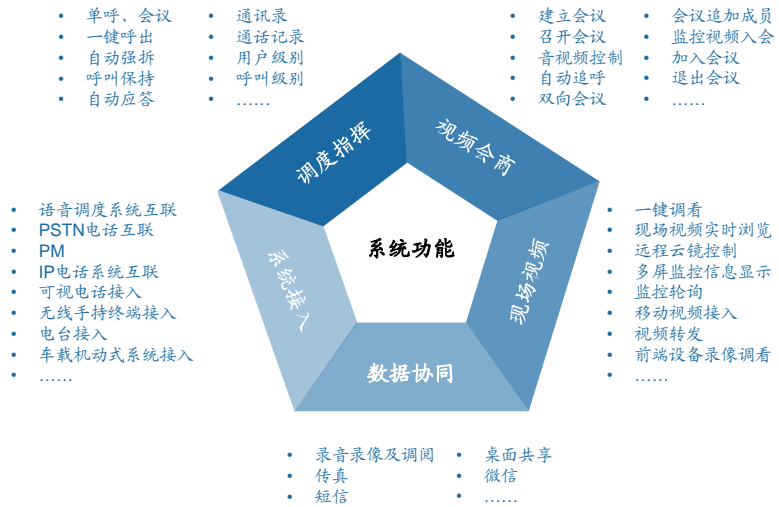 • 单呼、会议
• 一键呼出
• 自动强拆
• 呼叫保持
• 自动应答
• 通讯录
• 通话记录
• 用户级别
• 呼叫级别
• ……
• 建立会议
• 召开会议
• 音视频控制
• 自动追呼
• 双向会议
• 会议追加成员
• 监控视频入会
• 加入会议
• 退出会议
• ……
调度指挥
视频会商
• 语音调度系统互联
• PSTN电话互联
• PM
• IP电话系统互联
• 可视电话接入
• 无线手持终端接入
• 电台接入
• 车载机动式系统接入
• ……
系统接入
系统功能
现场视频
• 一键调看
• 现场视频实时浏览
• 远程云镜控制
• 多屏监控信息显示
• 监控轮询
• 移动视频接入
• 视频转发
• 前端设备录像调看
• ……
数据协同
• 录音录像及调阅
• 传真
• 短信
• 桌面共享
• 微信
• ……